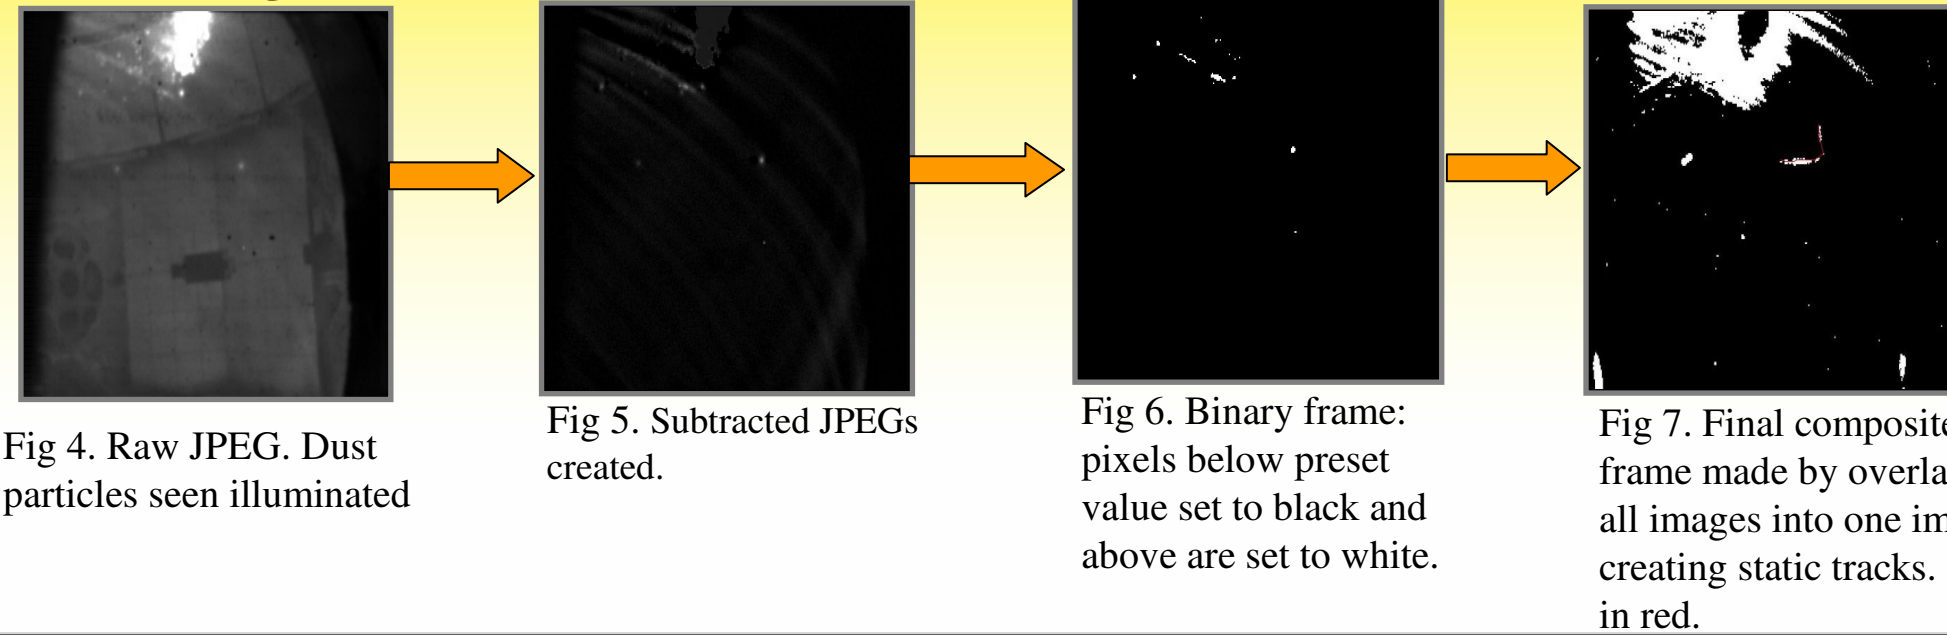 Fig 4. Raw JPEG. Dust
particles seen illuminated
Fig 5. Subtracted JPEGs
created.
Fig 6. Binary frame:
pixels below preset
value set to black and
above are set to white.
Fig 7. Final composite
frame made by
all images into one
creating static tracks.
in red.